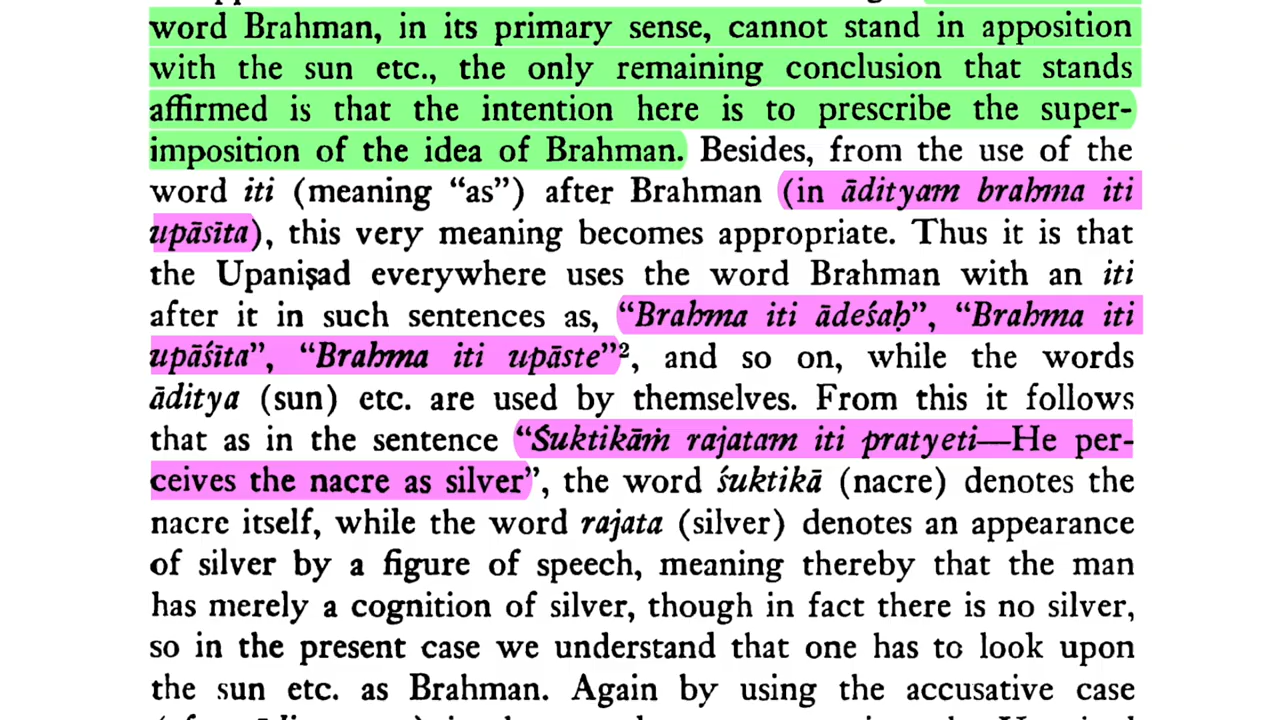 word Brahman, in its primary sense, cannot stand in apposition
with the sun etc., the only remaining conclusion that stands
affirmed is that the intention here is to prescribe the super-
imposition of the idea of Brahman. Besides, from the use of the
word iti (meaning “as”) after Brahman (in ādityam brahma iti
upāsīta), this very meaning becomes appropriate. Thus it is that
the Upaniṣad everywhere uses the word Brahman with an iti
after it in such sentences as, “Brahma iti ādeśaḥ”, “Brahma iti
upāśīta”, “Brahma iti upāste”², and so on, while the words
āditya (sun) etc. are used by themselves. From this it follows
that as in the sentence “Śuktikāṁ rajatam iti pratyeti—He per-
ceives the nacre as silver”, the word śuktikā (nacre) denotes the
nacre itself, while the word rajata (silver) denotes an appearance
of silver by a figure of speech, meaning thereby that the man
has merely a cognition of silver, though in fact there is no silver,
so in the present case we understand that one has to look upon
the sun etc. as Brahman. Again by using the accusative case